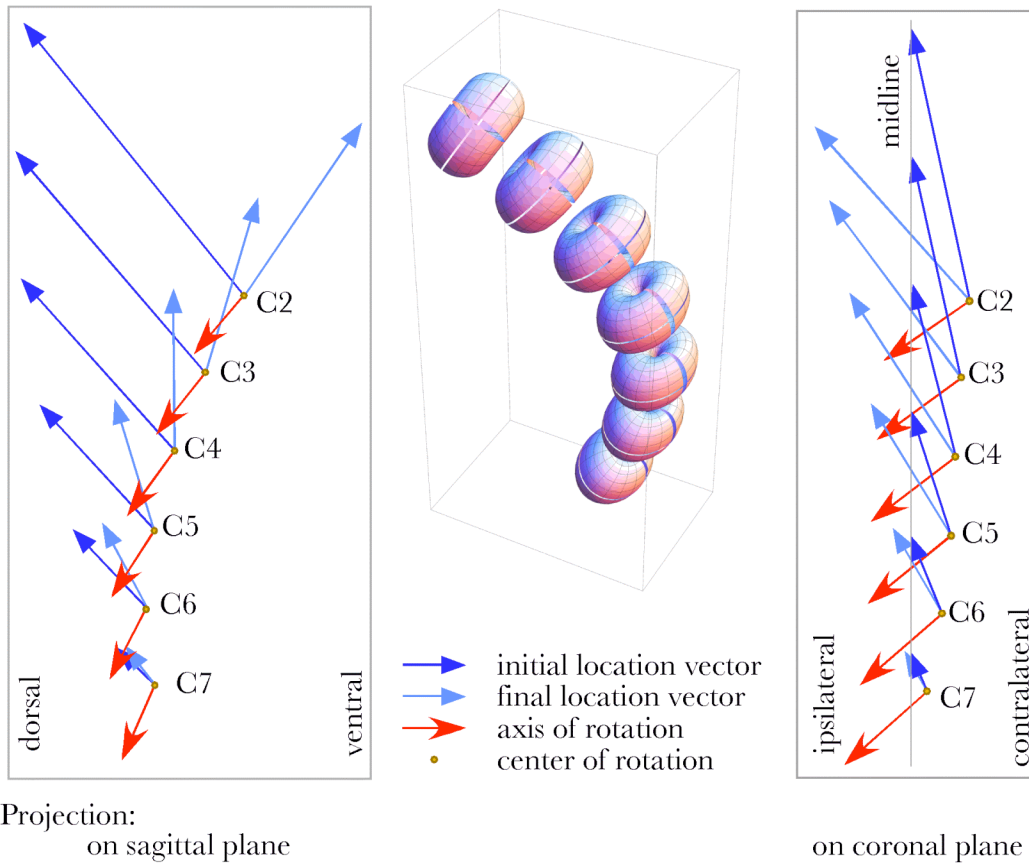 midline
C2
C3
C4
C5
C6
C7
dorsal
ventral
C2
C3
C4
C5
C6
C7
ipsilateral
contralateral
initial location vector
final location vector
axis of rotation
center of rotation
Projection:
on sagittal plane
on coronal plane